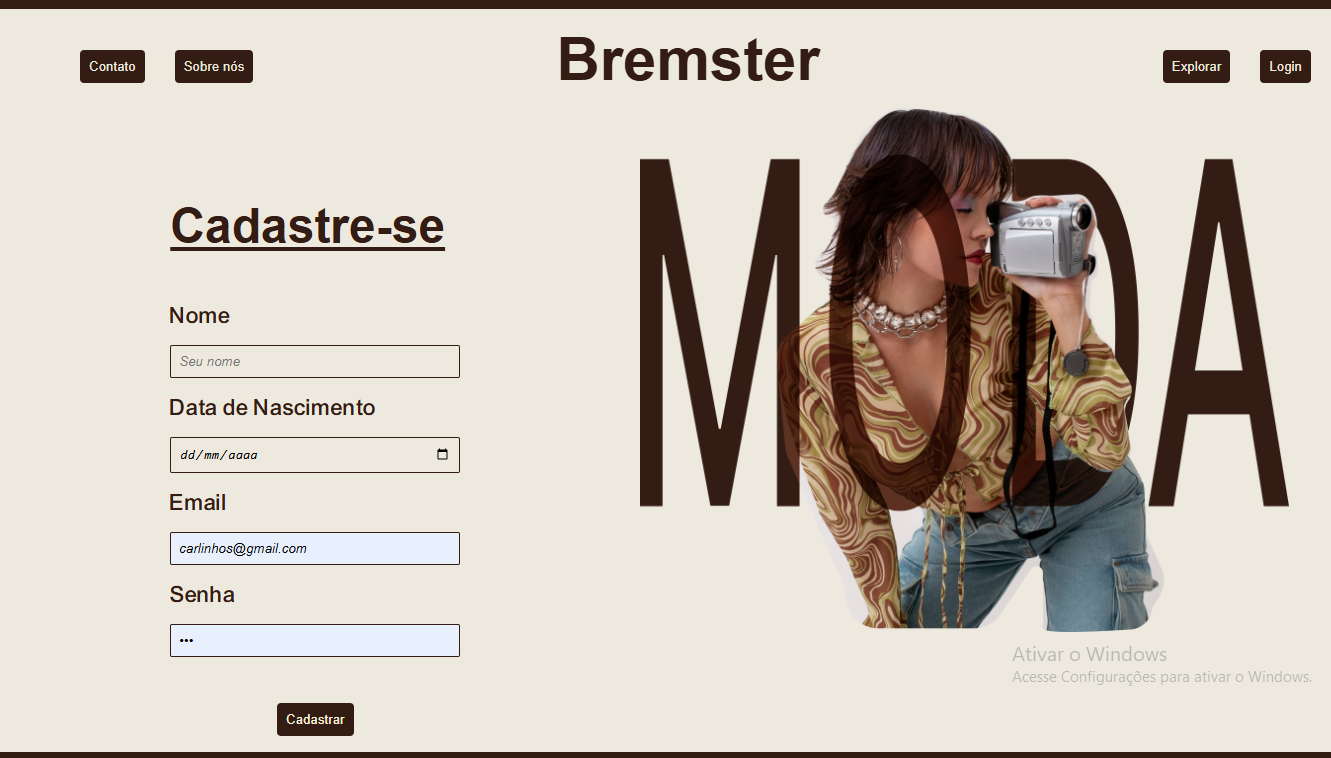 Contato
Sobre nós
Bremster
Explorar
Login
MODA
Cadastre-se
Nome
Seu nome
Data de Nascimento
dd/mm/aaaa
Email
carlinhos@gmail.com
Senha
•••
Cadastrar
Ativar o Windows
Acesse Configurações para ativar o Windows.